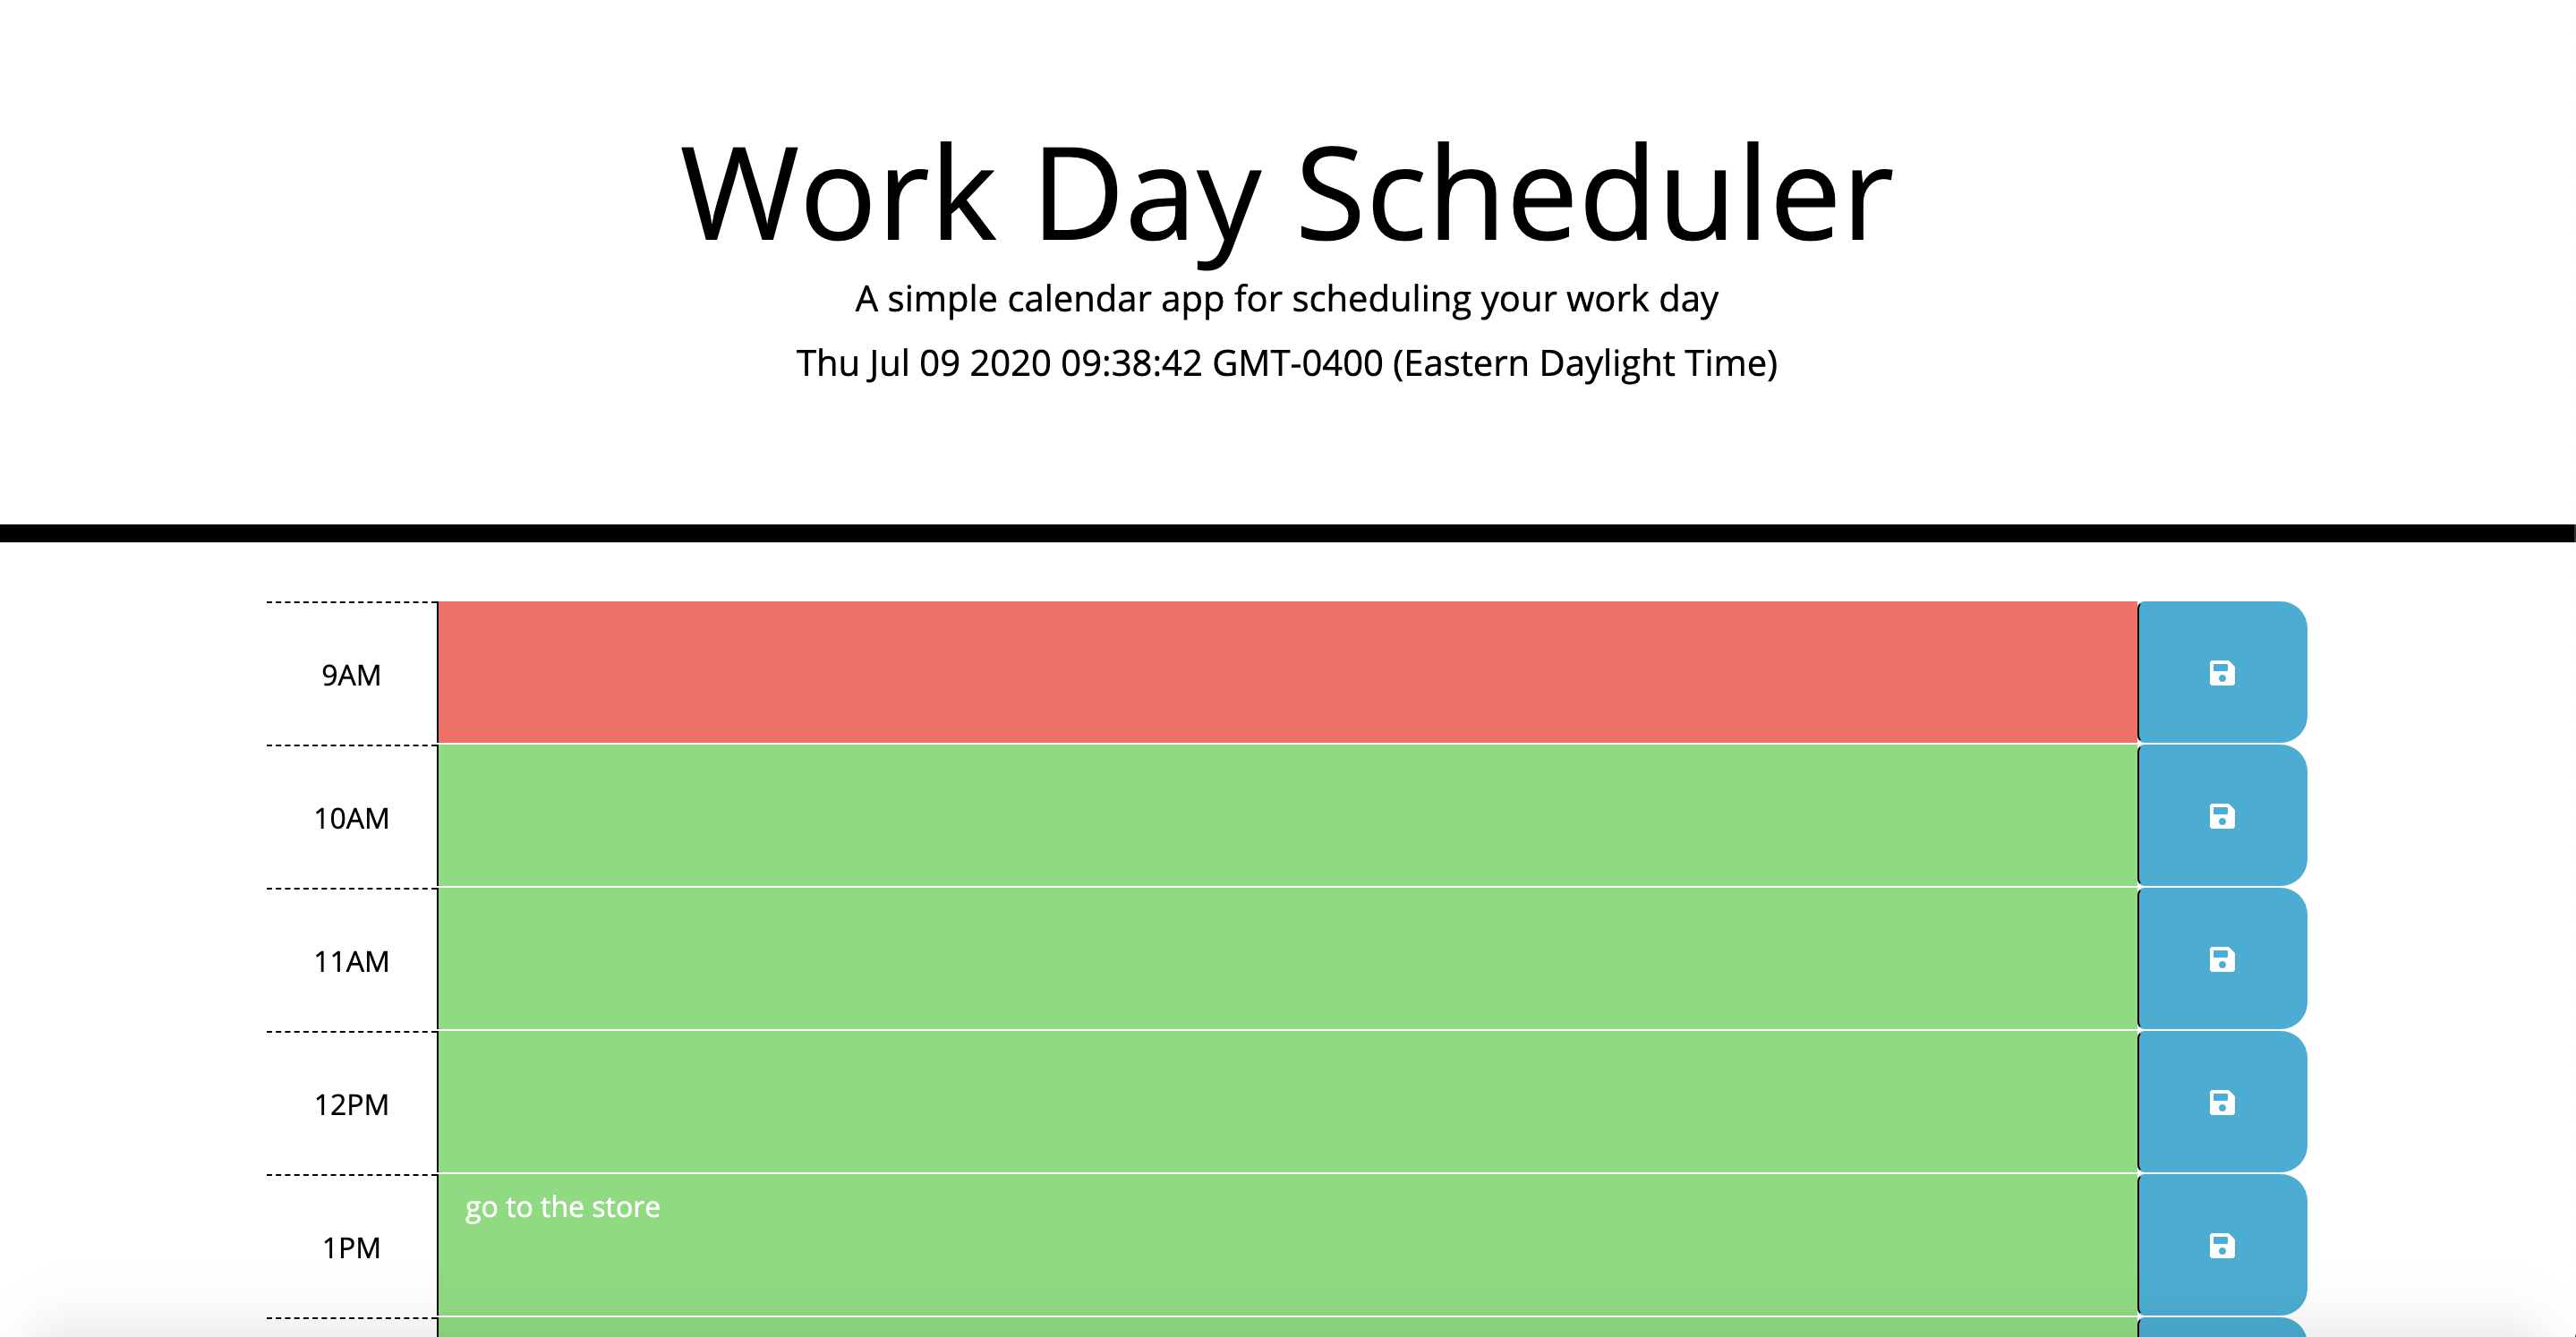 Work Day Scheduler
A simple calendar app for scheduling your work day
Thu Jul 09 2020 09:38:42 GMT-0400 (Eastern Daylight Time)
9AM
10AM
11AM
12PM
go to the store
1PM